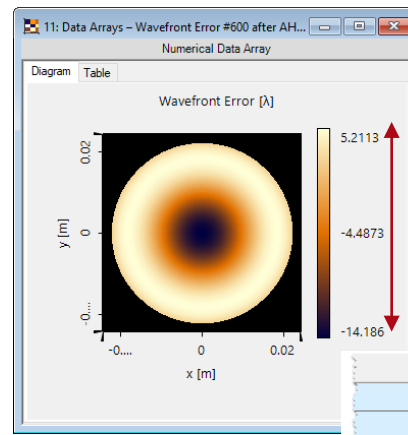 11: Data Arrays – Wavefront Error #600 after AH...
Numerical Data Array
Diagram Table
Wavefront Error [λ]
5.2113
-4.4873
-14.186
0.02
0
-0....
y [m]
-0.... 0 0.02
x [m]